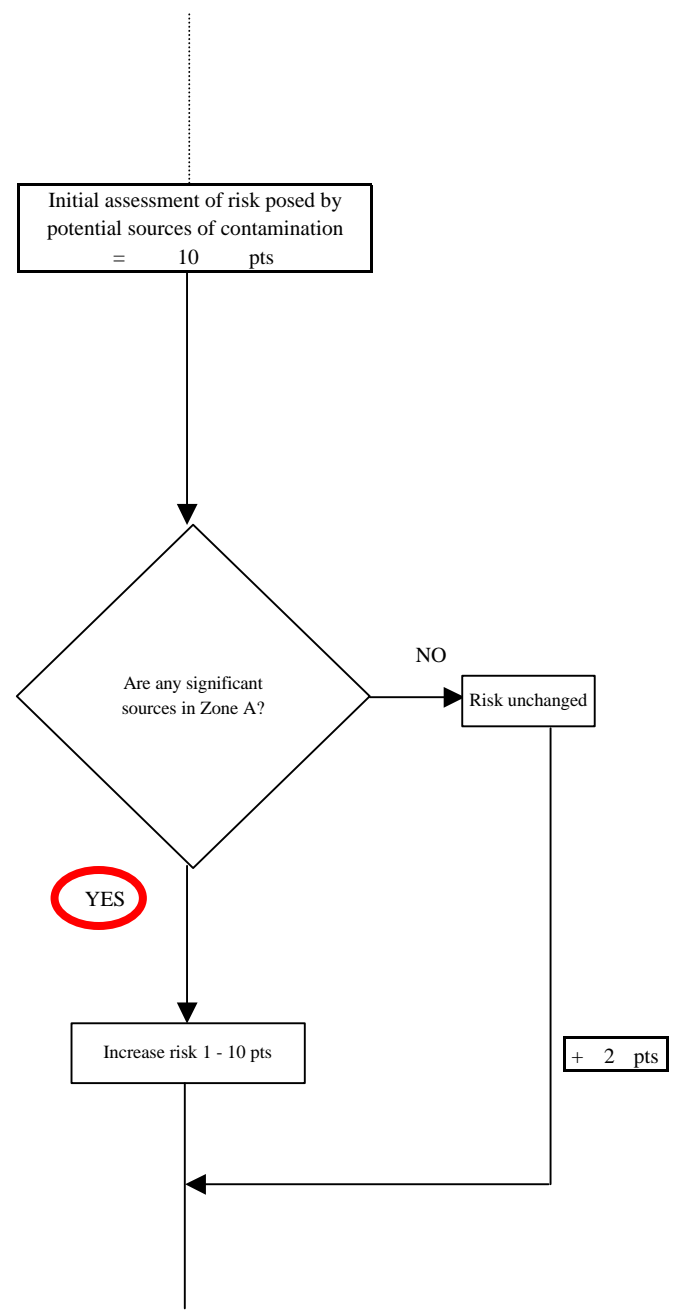 Initial assessment of risk posed by
potential sources of contamination
= 10 pts
NO
Are any significant
sources in Zone A?
Risk unchanged
YES
Increase risk 1 - 10 pts
+ 2 pts